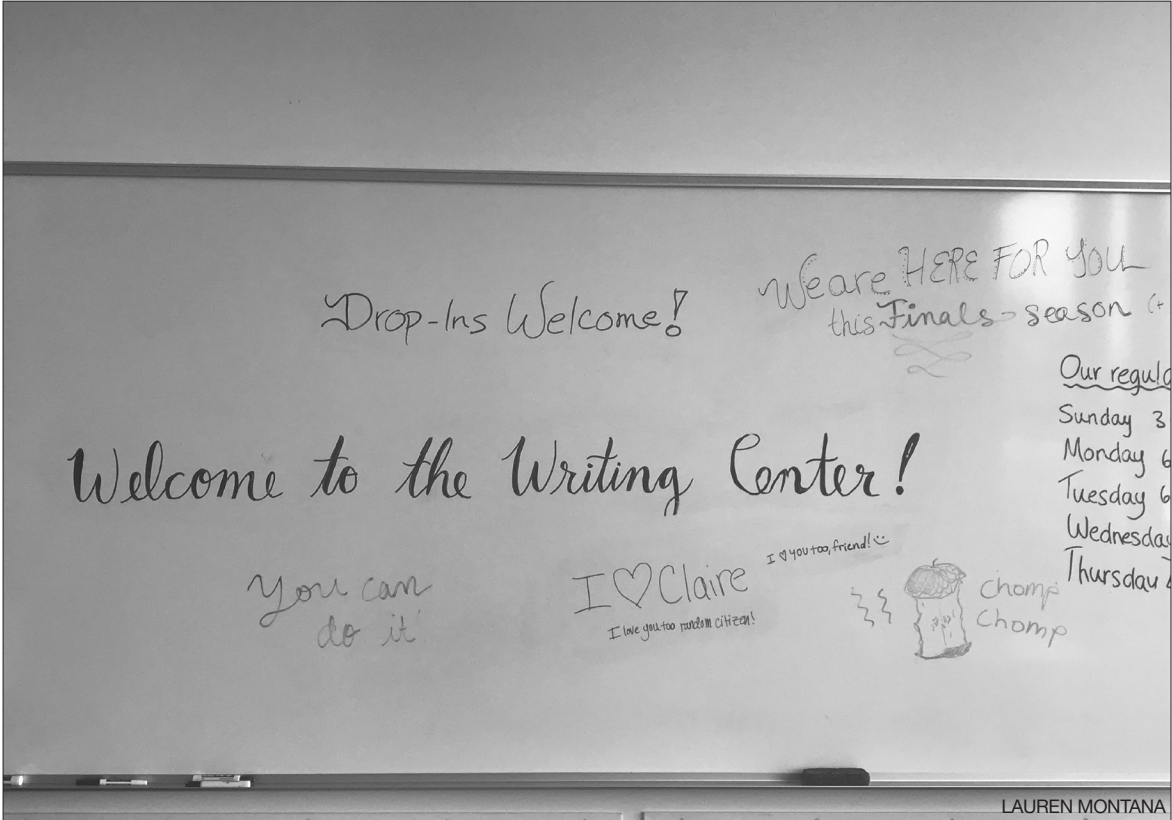 Drop-Ins Welcome!
We are HERE FOR YOU
this Finals - season (+
Our regula
Sunday 3
Monday 6
Tuesday 6
Wednesday
Thursday
Welcome to the Writing Center!
You can
do it
I ♡ Claire
I love you too random citizen!
I ♡ you too, friend!
Chomp
Chomp
LAUREN MONTANA